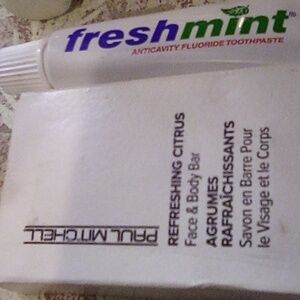 freshmint™
ANTICAVITY FLUORIDE TOOTHPASTE
PAUL MITCHELL
REFRESHING CITRUS
Face & Body Bar
AGRUMES
RAFRAÎCHISSANTS
Savon en Barre Pour
le Visage et le Corps